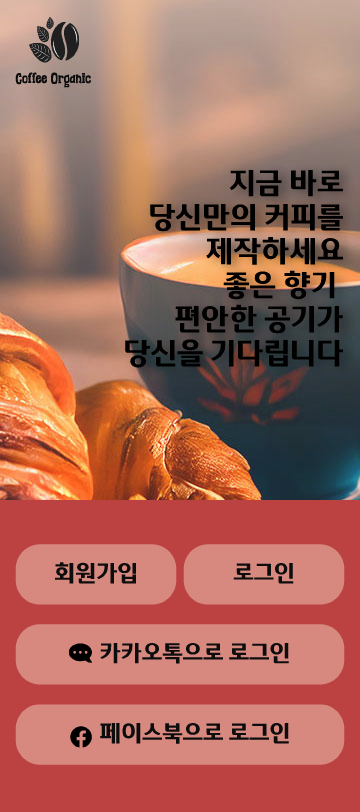 Coffee Organic
지금 바로
당신만의 커피를
제작하세요
좋은 향기
편안한 공기가
당신을 기다립니다
회원가입
로그인
카카오톡으로 로그인
페이스북으로 로그인